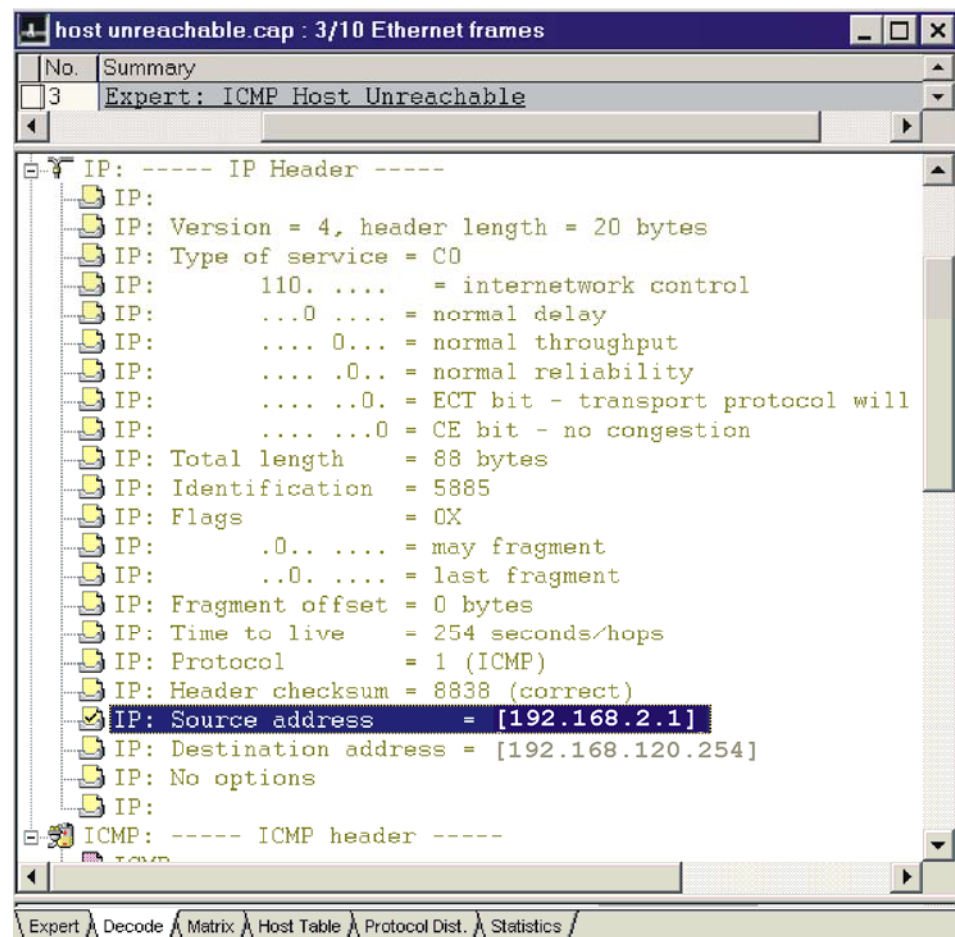 host unreachable.cap : 3/10 Ethernet frames
No. Summary
3 Expert: ICMP Host Unreachable
IP: ----- IP Header -----
IP:
IP: Version = 4, header length = 20 bytes
IP: Type of service = C0
IP: 110. .... = internetwork control
IP: ...0 .... = normal delay
IP: .... 0... = normal throughput
IP: .... .0.. = normal reliability
IP: .... ..0. = ECT bit - transport protocol will
IP: .... ...0 = CE bit - no congestion
IP: Total length = 88 bytes
IP: Identification = 5885
IP: Flags = 0X
IP: .0.. .... = may fragment
IP: ..0. .... = last fragment
IP: Fragment offset = 0 bytes
IP: Time to live = 254 seconds/hops
IP: Protocol = 1 (ICMP)
IP: Header checksum = 8838 (correct)
IP: Source address = [192.168.2.1]
IP: Destination address = [192.168.120.254]
IP: No options
IP:
ICMP: ----- ICMP header -----
Expert Decode Matrix Host Table Protocol Dist. Statistics